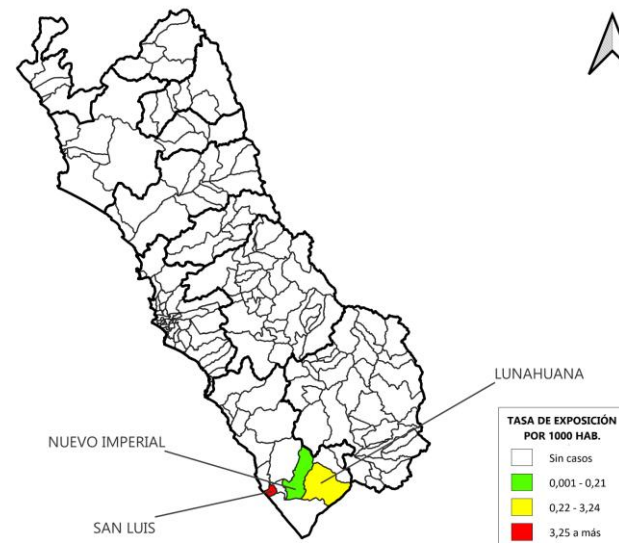 LUNAHUANA
NUEVO IMPERIAL
SAN LUIS
TASA DE EXPOSICIÓN
POR 1000 HAB.
Sin casos
0,001 - 0,21
0,22 - 3,24
3,25 a más